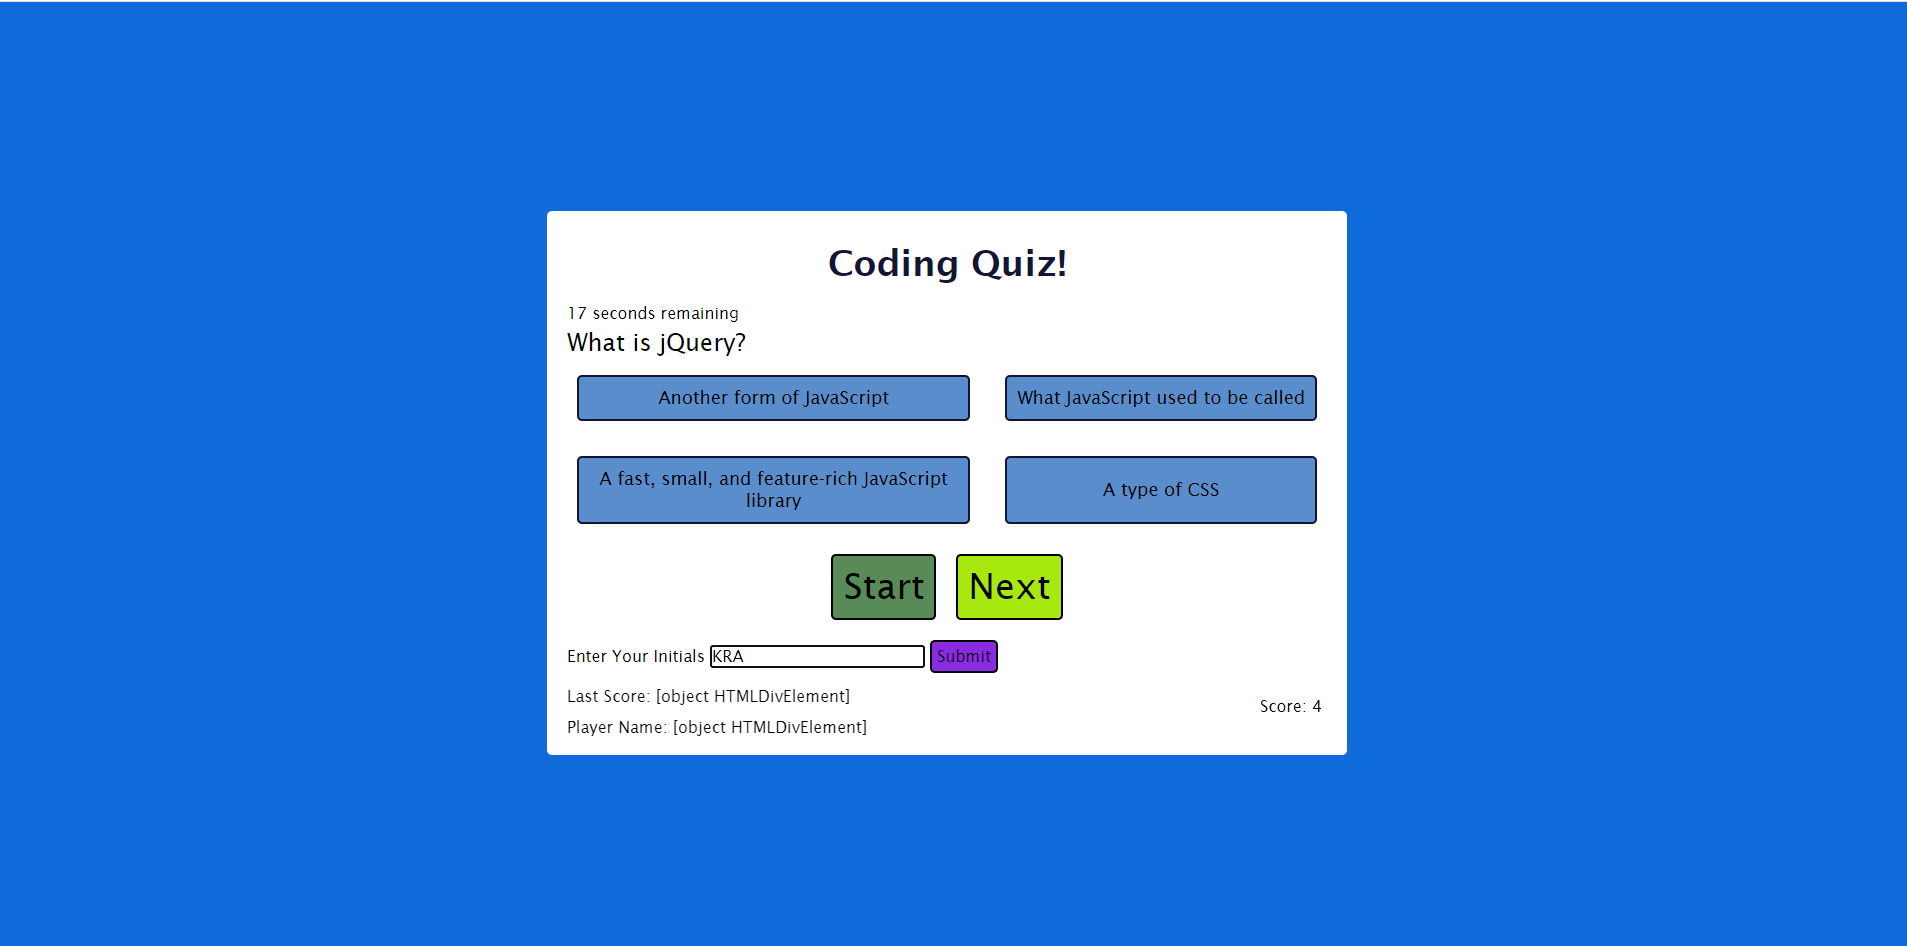 Coding Quiz!
17 seconds remaining
What is jQuery?
Another form of JavaScript
What JavaScript used to be called
A fast, small, and feature-rich JavaScript
library
A type of CSS
Start
Next
Enter Your Initials KRA Submit
Last Score: [object HTMLDivElement]
Score: 4
Player Name: [object HTMLDivElement]